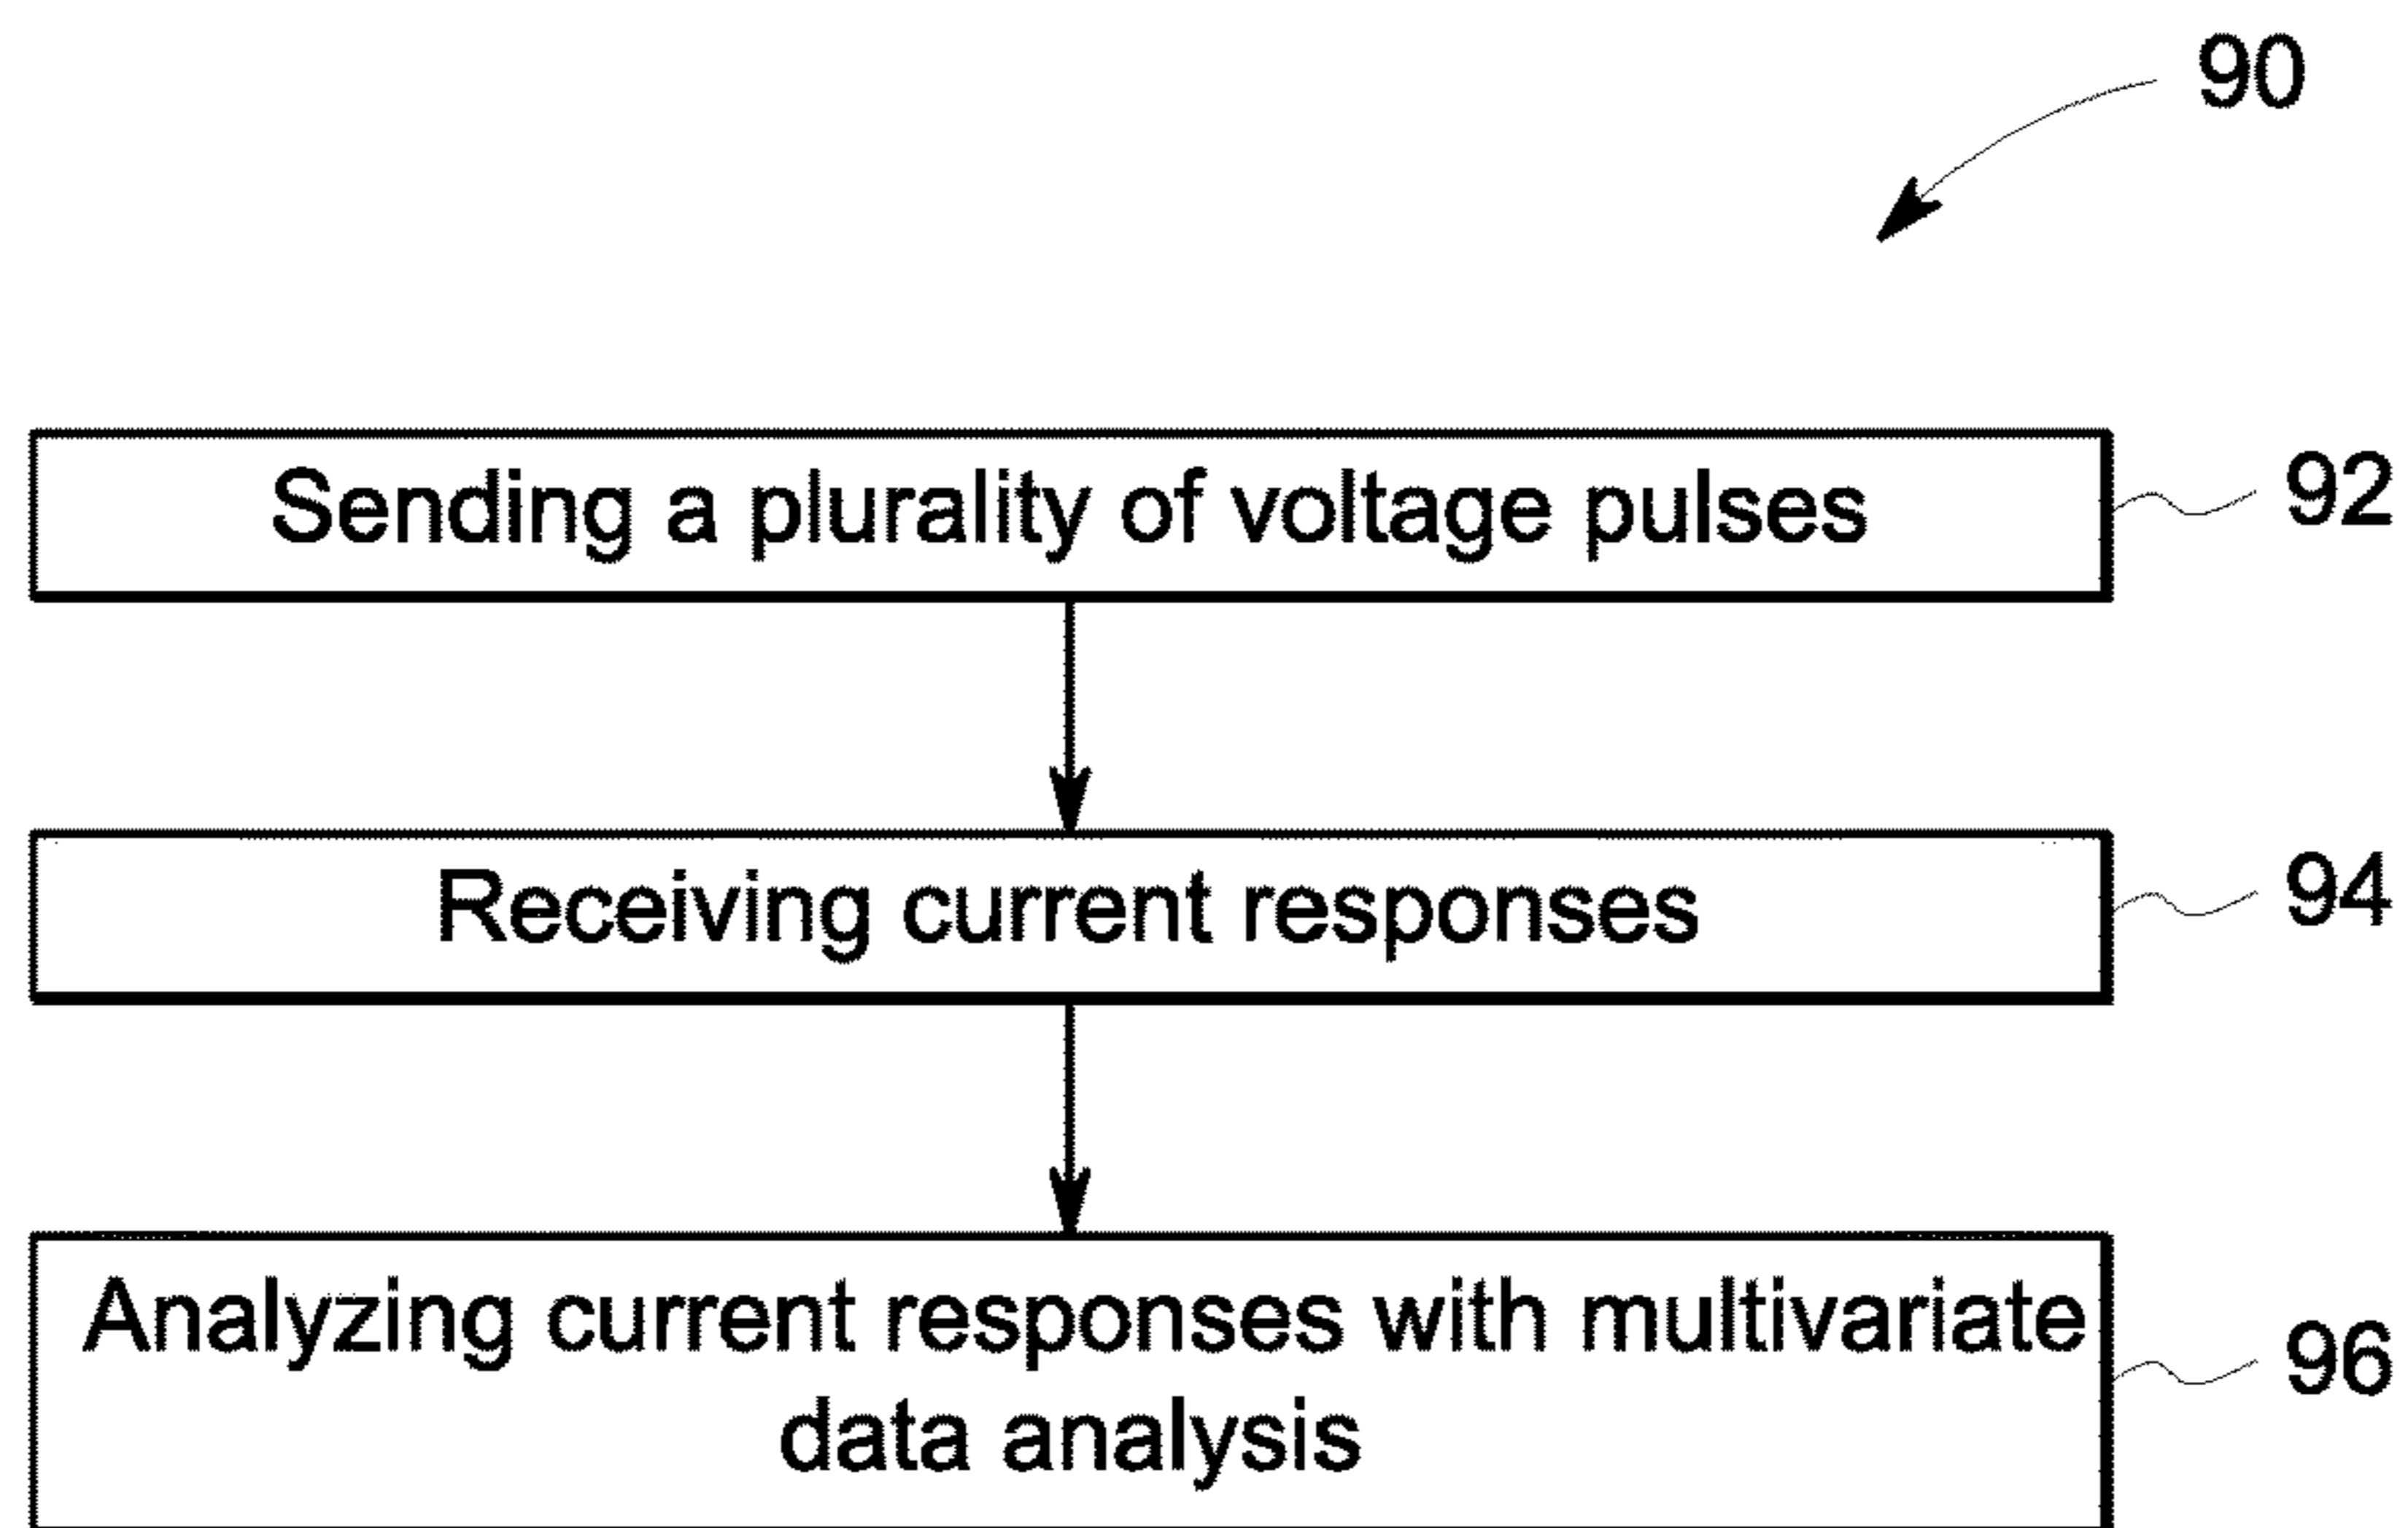 90
Sending a plurality of voltage pulses
92
Receiving current responses
94
Analyzing current responses with multivariate
data analysis
96